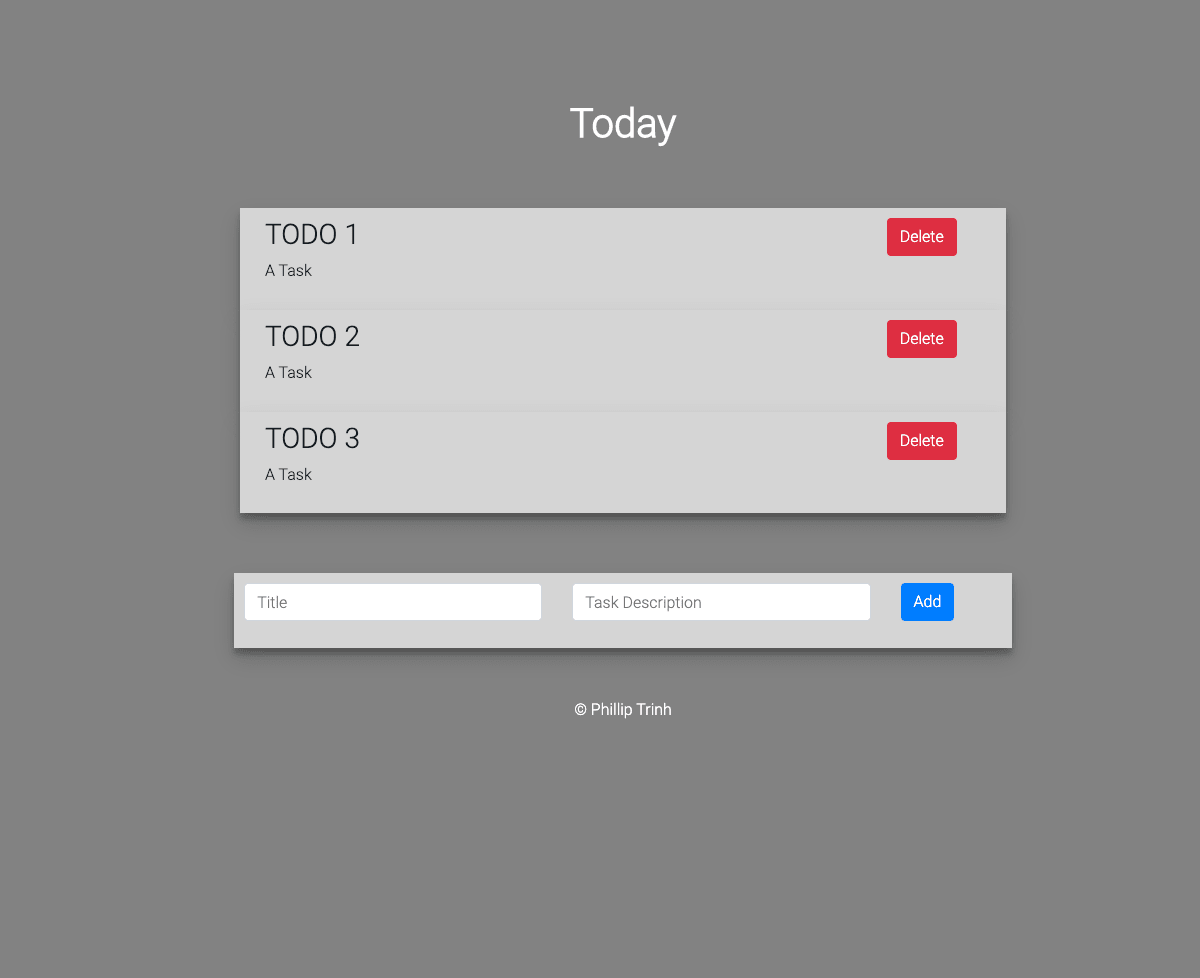 Today
TODO 1
Delete
A Task
TODO 2
Delete
A Task
TODO 3
Delete
A Task
Title
Task Description
Add
© Phillip Trinh